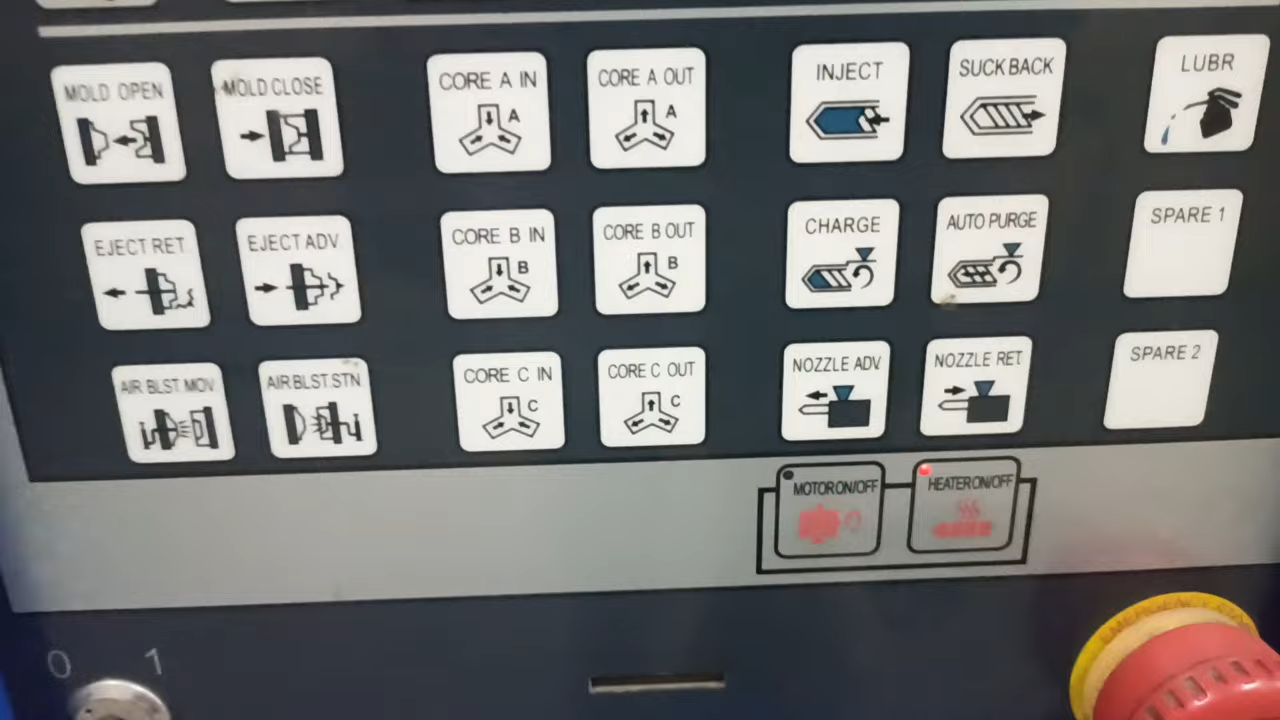 MOLD OPEN
MOLD CLOSE
CORE A IN
A
CORE A OUT
A
INJECT
SUCK BACK
LUBR
EJECT RET.
EJECT ADV.
CORE B IN
B
CORE B OUT
B
CHARGE
AUTO PURGE
SPARE 1
AIR BLST.MOV
AIR BLST.STN
CORE C IN
C
CORE C OUT
C
NOZZLE ADV.
NOZZLE RET.
SPARE 2
MOTOR ON/OFF
HEATER ON/OFF
0 1
EMERGENCY